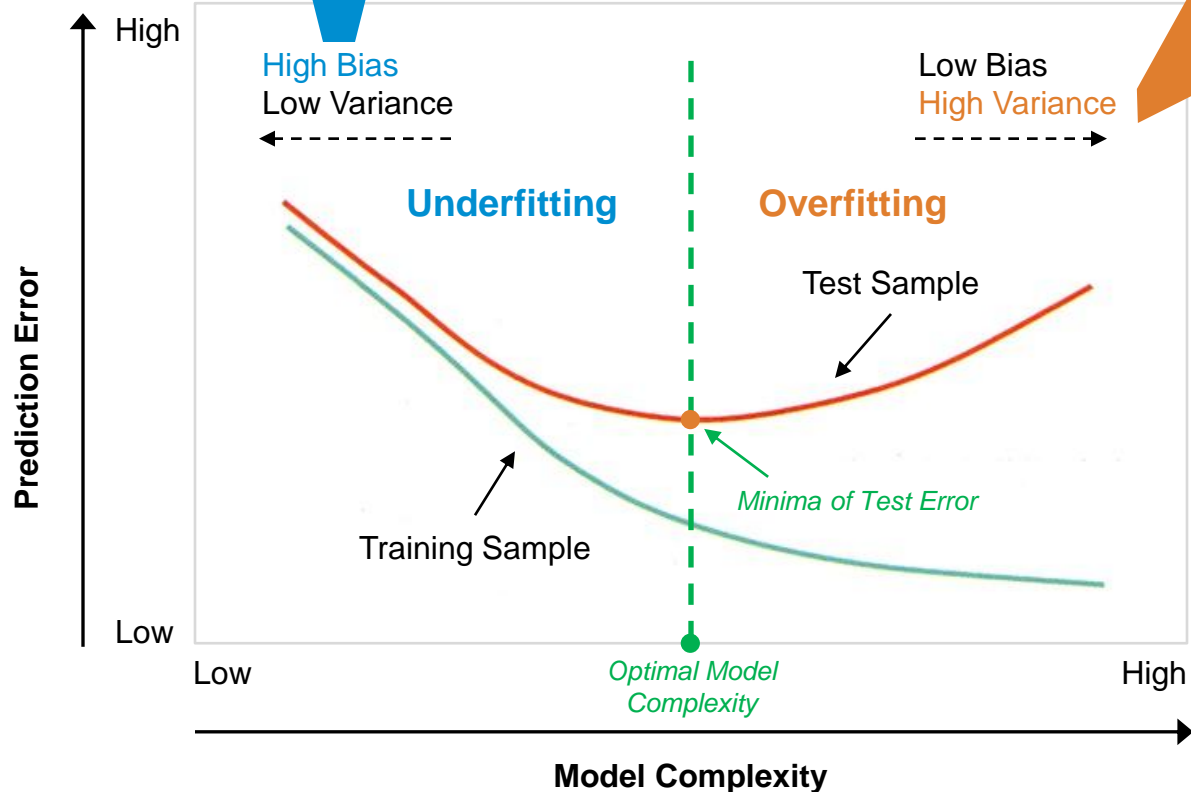 High
High Bias
Low Variance
Low Bias
High Variance
Underfitting
Overfitting
Test Sample
Prediction Error
Minima of Test Error
Training Sample
Low
Low
Optimal Model
Complexity
High
Model Complexity